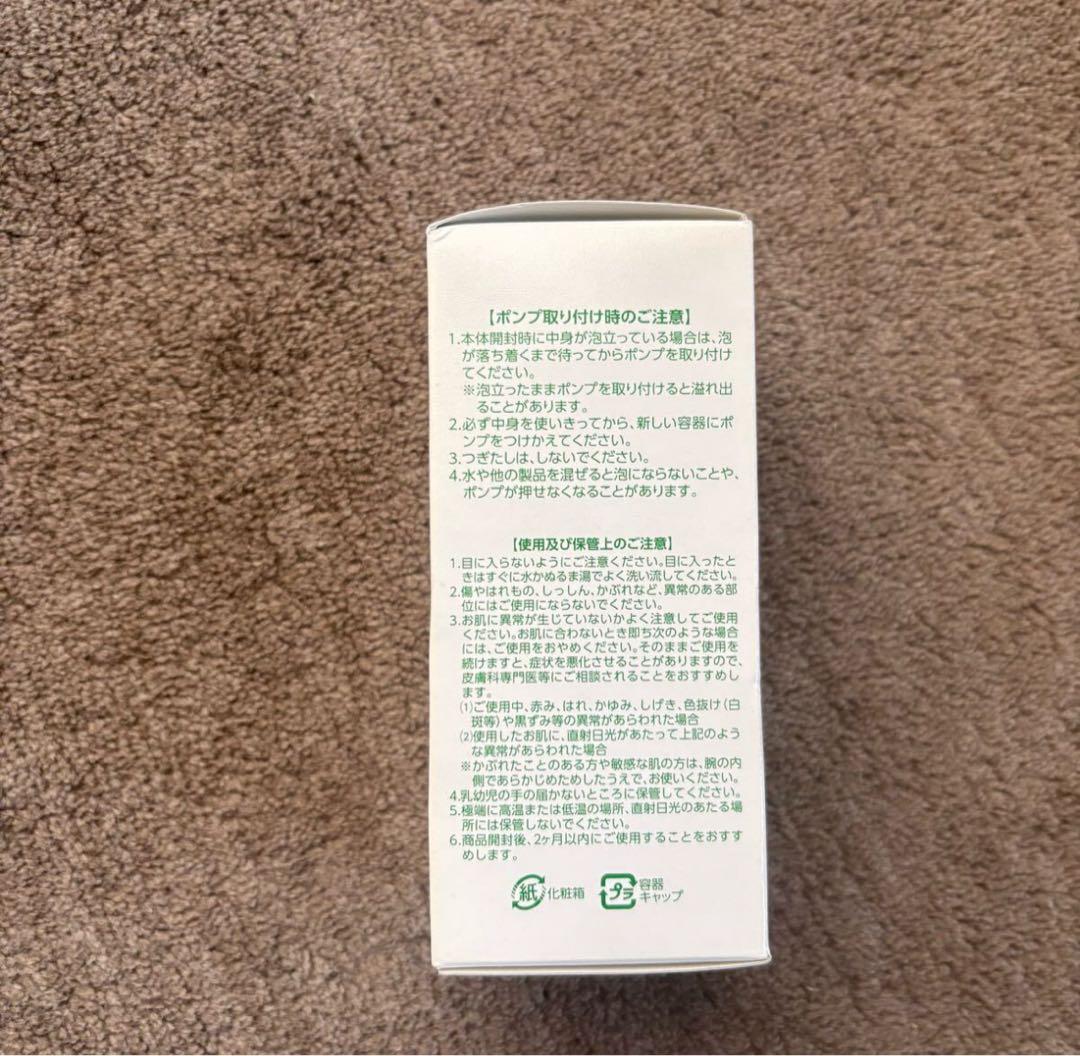 【ポンプ取り付け時のご注意】
1.本体開封時に中身が泡立っている場合は、泡
が落ち着くまで待ってからポンプを取り付け
てください。
※泡立ったままポンプを取り付けると溢れ出
ることがあります。
2.必ず中身を使いきってから、新しい容器にポ
ンプをつけかえてください。
3.つぎたしは、しないでください。
4.水や他の製品を混ぜると泡にならないことや、
ポンプが押せなくなることがあります。
【使用及び保管上のご注意】
1.目に入らないようにご注意ください。目に入ったと
きはすぐに水かぬるま湯でよく洗い流してください。
2.傷やはれもの、しっしん、かぶれなど、異常のある部
位にはご使用にならないでください。
3.お肌に異常が生じていないかよく注意してご使用
ください。お肌に合わないとき即ち次のような場合
には、ご使用をおやめください。そのままご使用を
続けますと、症状を悪化させることがありますので、
皮膚科専門医等にご相談されることをおすすめし
ます。
(1)ご使用中、赤み、はれ、かゆみ、しげき、色抜け(白
斑等)や黒ずみ等の異常があらわれた場合
(2)使用したお肌に、直射日光があたって上記のよう
な異常があらわれた場合
※かぶれたことのある方や敏感な肌の方は、腕の内
側であらかじめためしたうえで、お使いください。
4.乳幼児の手の届かないところに保管してください。
5.極端に高温または低温の場所、直射日光のあたる場
所には保管しないでください。
6.商品開封後、2ヶ月以内にご使用することをおすす
めします。
紙 化粧箱 プラ 容器
キャップ